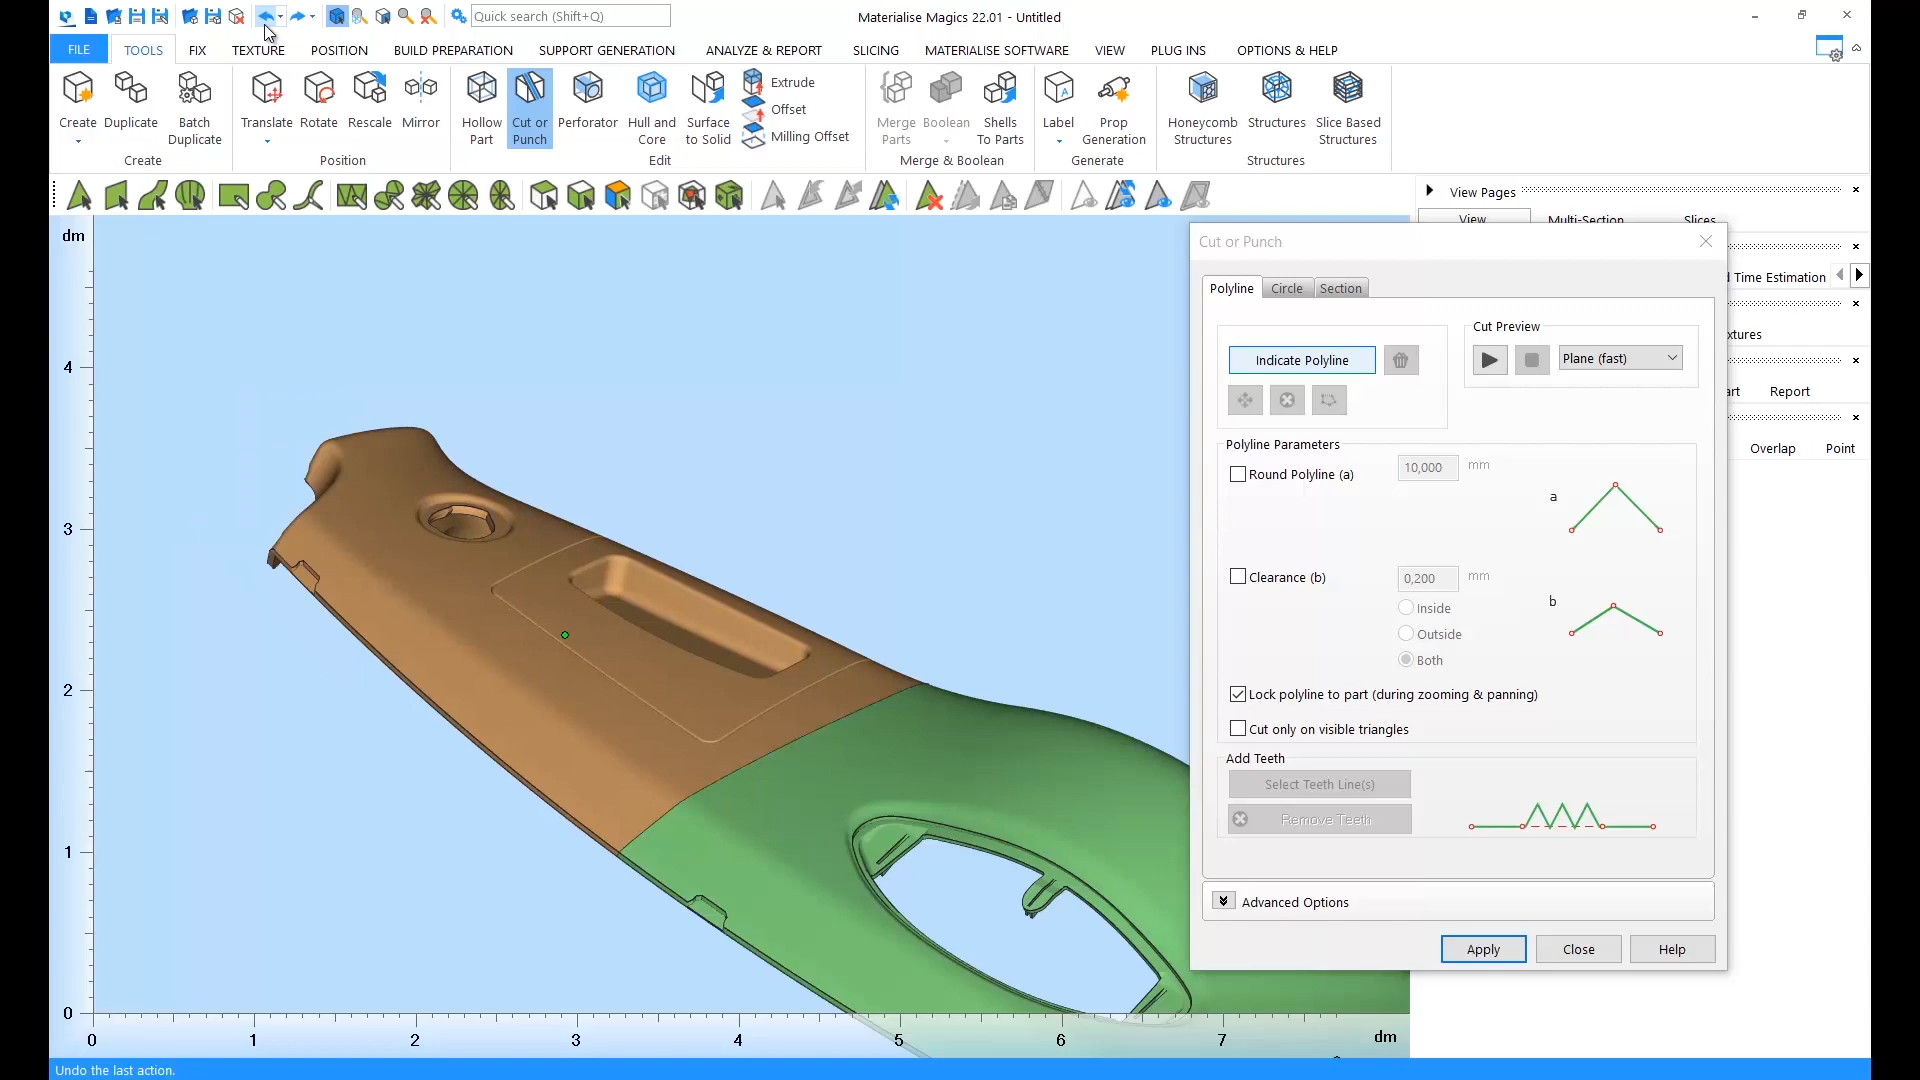 Quick search (Shift+Q)
Materialise Magics 22.01 - Untitled
FILE TOOLS FIX TEXTURE POSITION BUILD PREPARATION SUPPORT GENERATION ANALYZE & REPORT SLICING MATERIALISE SOFTWARE VIEW PLUG INS OPTIONS & HELP
Create Duplicate Batch Duplicate Translate Rotate Rescale Mirror Hollow Part Cut or Punch Perforator Hull and Core Surface to Solid Extrude
Offset
Milling Offset
Merge Parts Boolean Shells To Parts Label Prop Generation Honeycomb Structures Structures Slice Based Structures
Create Position Edit Merge & Boolean Generate Structures
View Pages
View Multi-Section Slices
Time Estimation
xtures
Report
Overlap Point
dm
4
3
2
1
0
0 1 2 3 4 5 6 7 dm
Cut or Punch
Polyline Circle Section
Indicate Polyline
Cut Preview
Plane (fast)
Polyline Parameters
Round Polyline (a) 10,000 mm
a
Clearance (b) 0,200 mm
Inside
b
Outside
Both
Lock polyline to part (during zooming & panning)
Cut only on visible triangles
Add Teeth
Select Teeth Line(s)
Remove Teeth
Advanced Options
Apply Close Help
Undo the last action.